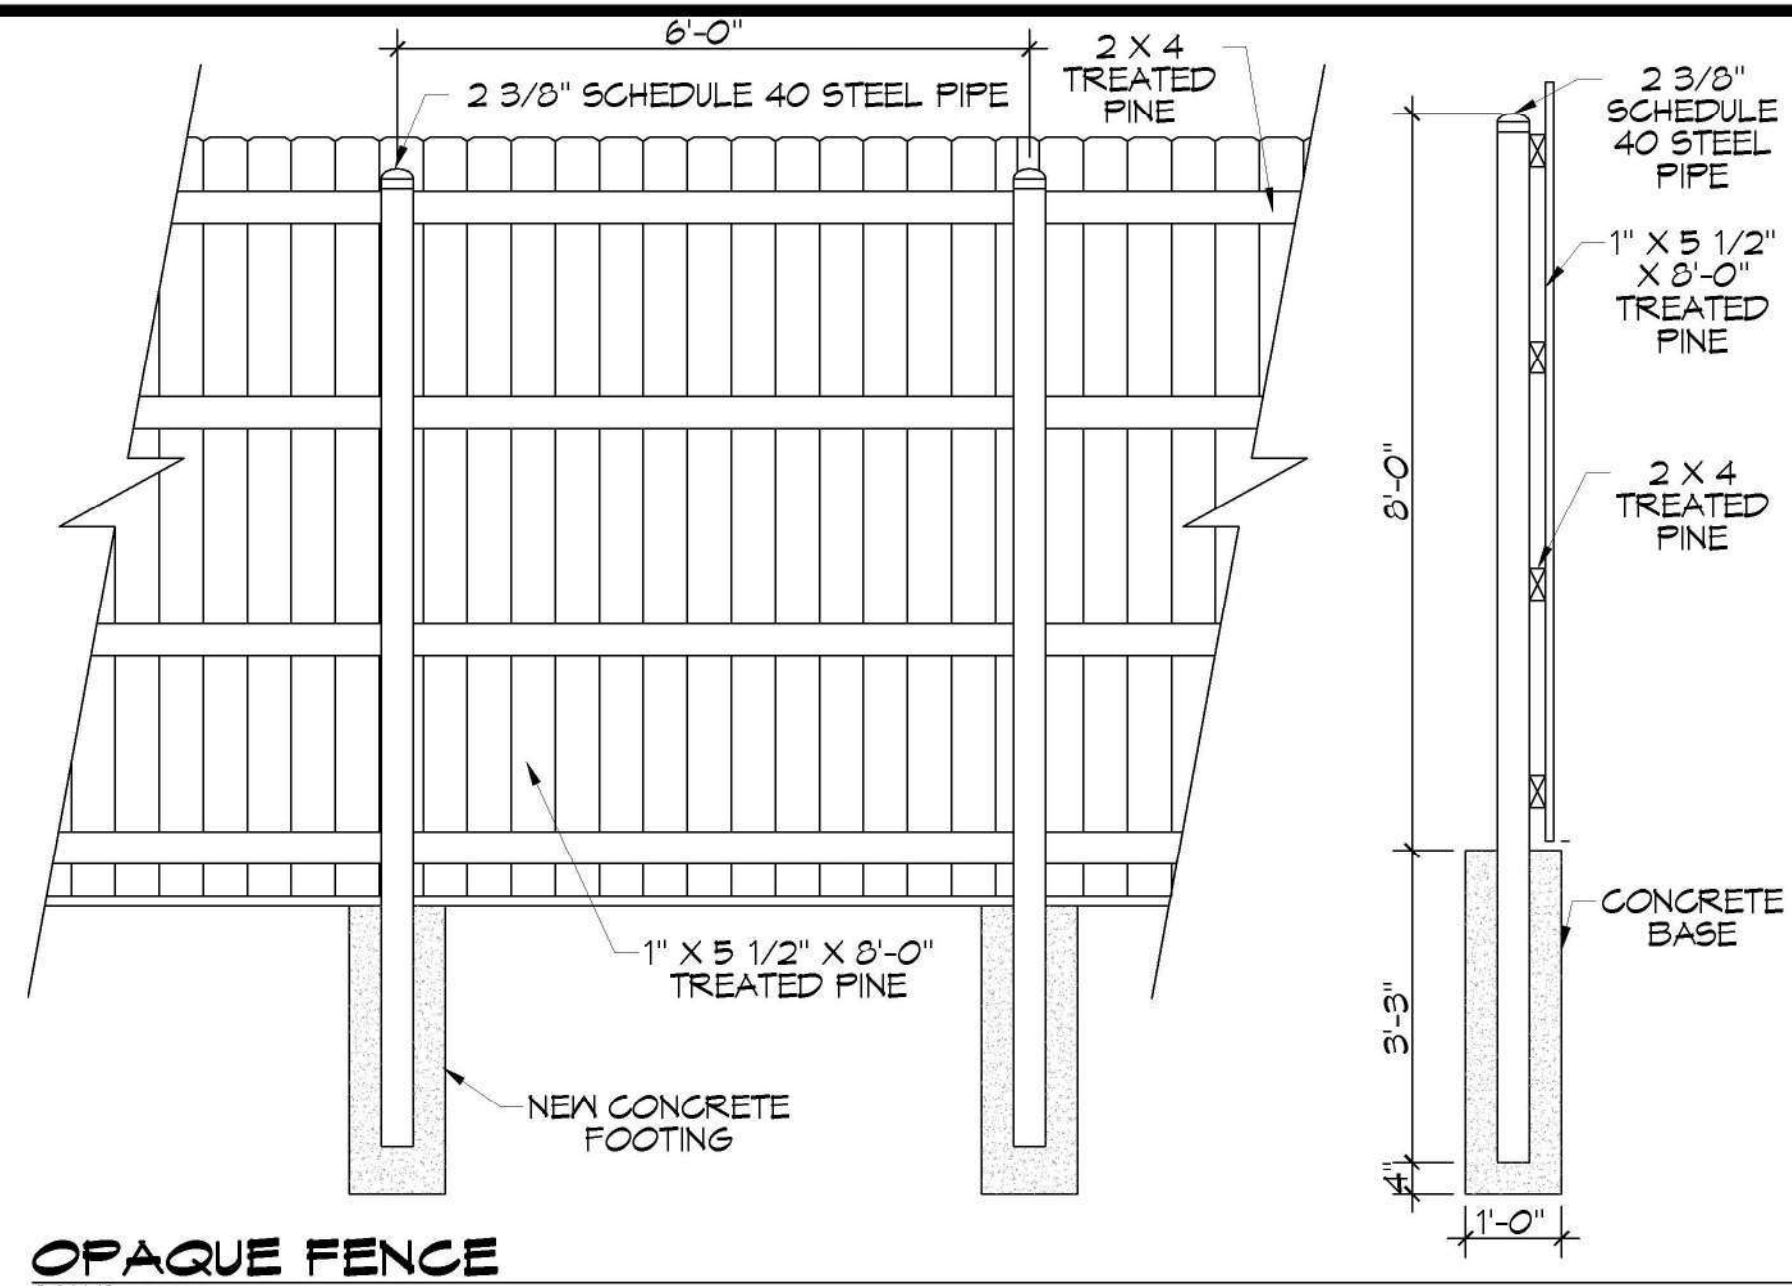 6'-0"
2 3/8" SCHEDULE 40 STEEL PIPE
2 X 4
TREATED
PINE
2 3/8"
SCHEDULE
40 STEEL
PIPE
1" X 5 1/2"
X 8'-0"
TREATED
PINE
8'-0"
2 X 4
TREATED
PINE
CONCRETE
BASE
1" X 5 1/2" X 8'-0"
TREATED PINE
3'-3"
NEW CONCRETE
FOOTING
4"
1'-0"
OPAQUE FENCE